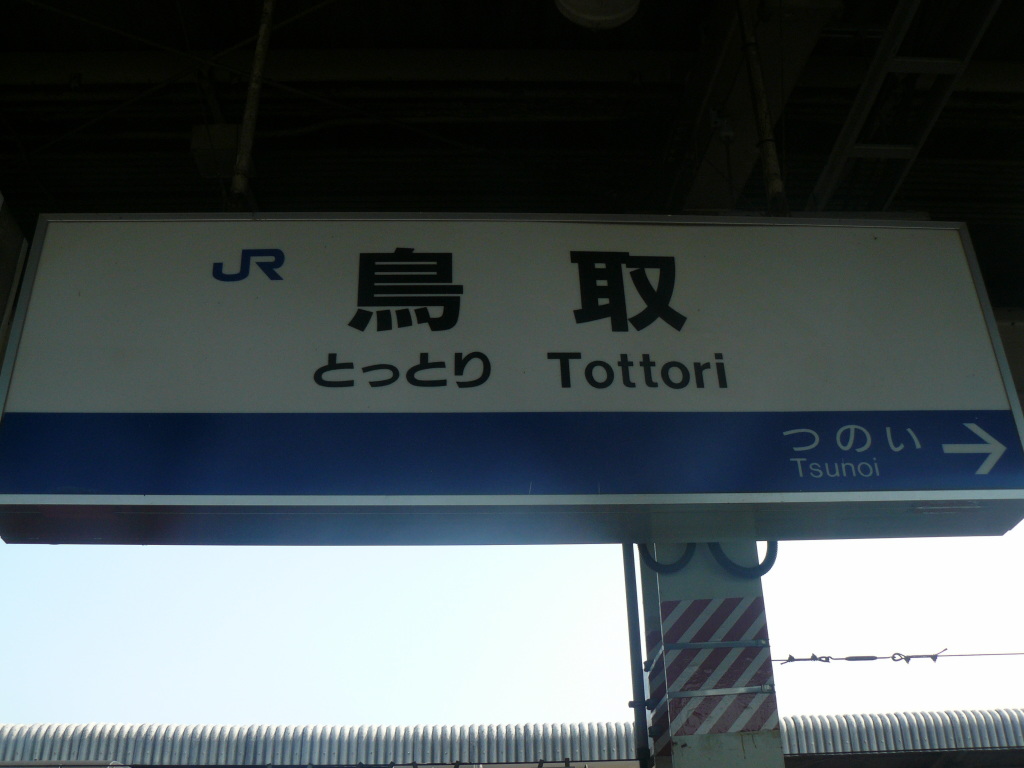 JR 鳥取
とっとり Tottori
つのい
Tsunoi →